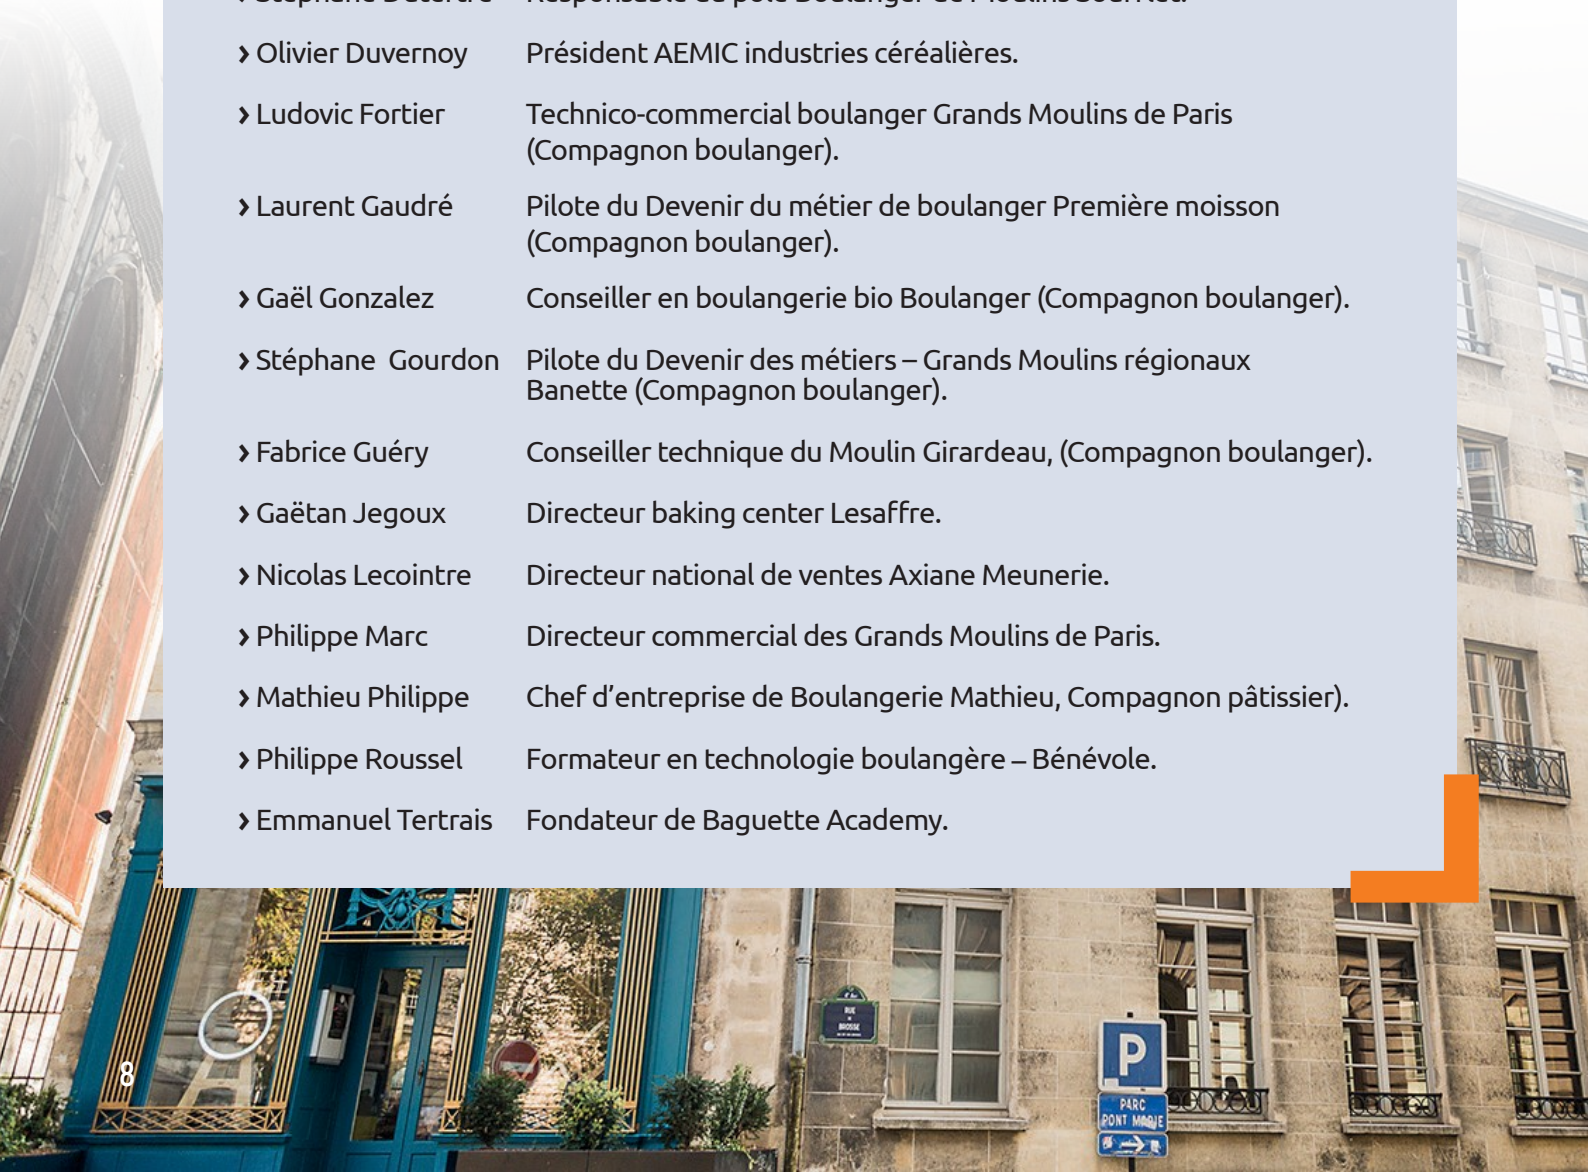 › Olivier Duvernoy Président AEMIC industries céréalières.
› Ludovic Fortier Technico-commercial boulanger Grands Moulins de Paris
(Compagnon boulanger).
› Laurent Gaudré Pilote du Devenir du métier de boulanger Première moisson
(Compagnon boulanger).
› Gaël Gonzalez Conseiller en boulangerie bio Boulanger (Compagnon boulanger).
› Stéphane Gourdon Pilote du Devenir des métiers – Grands Moulins régionaux
Banette (Compagnon boulanger).
› Fabrice Guéry Conseiller technique du Moulin Girardeau, (Compagnon boulanger).
› Gaëtan Jegoux Directeur baking center Lesaffre.
› Nicolas Lecointre Directeur national de ventes Axiane Meunerie.
› Philippe Marc Directeur commercial des Grands Moulins de Paris.
› Mathieu Philippe Chef d’entreprise de Boulangerie Mathieu, Compagnon pâtissier).
› Philippe Roussel Formateur en technologie boulangère – Bénévole.
› Emmanuel Tertrais Fondateur de Baguette Academy.
RUE
BROSSE
P
PARC
PONT MARIE
8